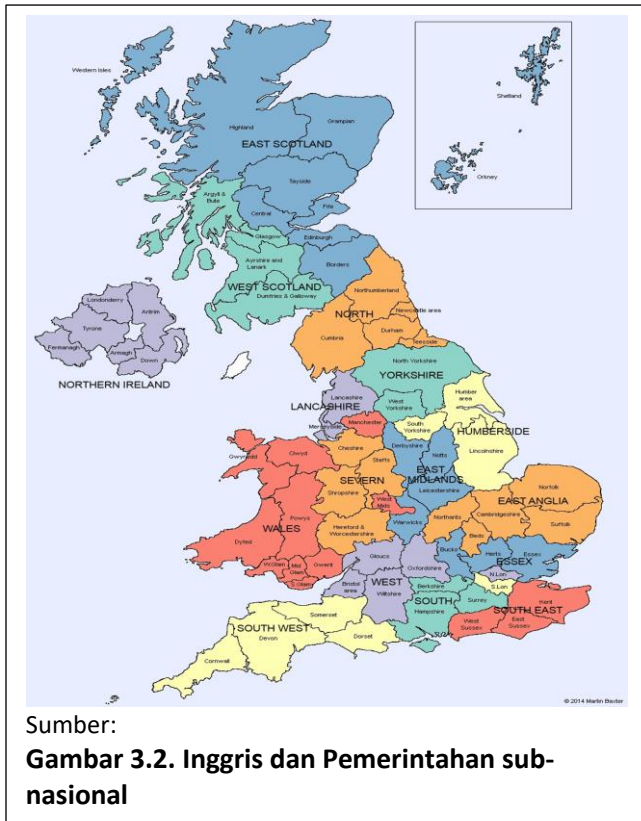 Western Isles
Shetland
Orkney
Highland
Grampian
EAST SCOTLAND
Tayside
Argyll &
Bute
Central
Fife
Glasgow
Edinburgh
Ayrshire and
Lanark
Borders
WEST SCOTLAND
Dumfries & Galloway
Northumberland
Londonderry
Antrim
Newcastle area
NORTH
Tyrone
Durham
Teesside
Fermanagh
Armagh
Down
Cumbria
NORTHERN IRELAND
North Yorkshire
YORKSHIRE
Lancashire
Humber
area
LANCASHIRE
West
Yorkshire
Manchester
South
Yorkshire
Merseyside
HUMBERSIDE
Derbyshire
Notts
Lincolnshire
Gwynedd
Clwyd
Cheshire
Staffs
EAST
MIDLANDS
SEVERN
Leicestershire
Norfolk
Shropshire
EAST ANGLIA
West
Mids
Powys
Northants
Cambridgeshire
Suffolk
WALES
Warwicks
Hereford &
Worcestershire
Beds
Dyfed
Gloucs
Bucks
Herts
Essex
Oxfordshire
ESSEX
W.Glam
Mid
Glam
Gwent
S.Glam
N.Lon
WEST
Berkshire
S.Lon
Bristol
area
Wiltshire
Surrey
Kent
SOUTH
SOUTH EAST
Somerset
Hampshire
West
Sussex
East
Sussex
SOUTH WEST
Devon
Dorset
Cornwall
© 2014 Martin Baxter
Sumber:
Gambar 3.2. Inggris dan Pemerintahan sub-
nasional